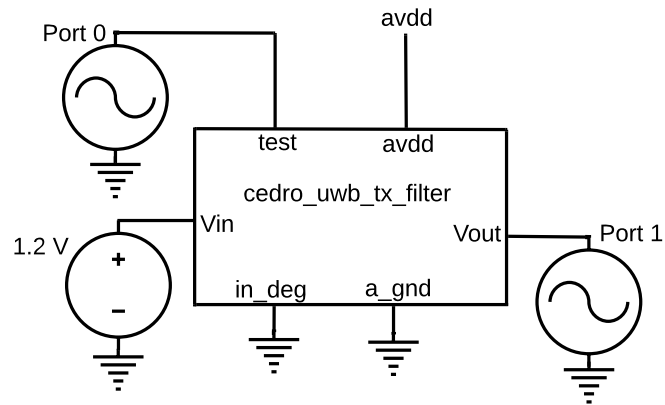 avdd
Port 0
test
avdd
cedro_uwb_tx_filter
Vin
Vout
Port 1
1.2 V
+
−
in_deg
a_gnd